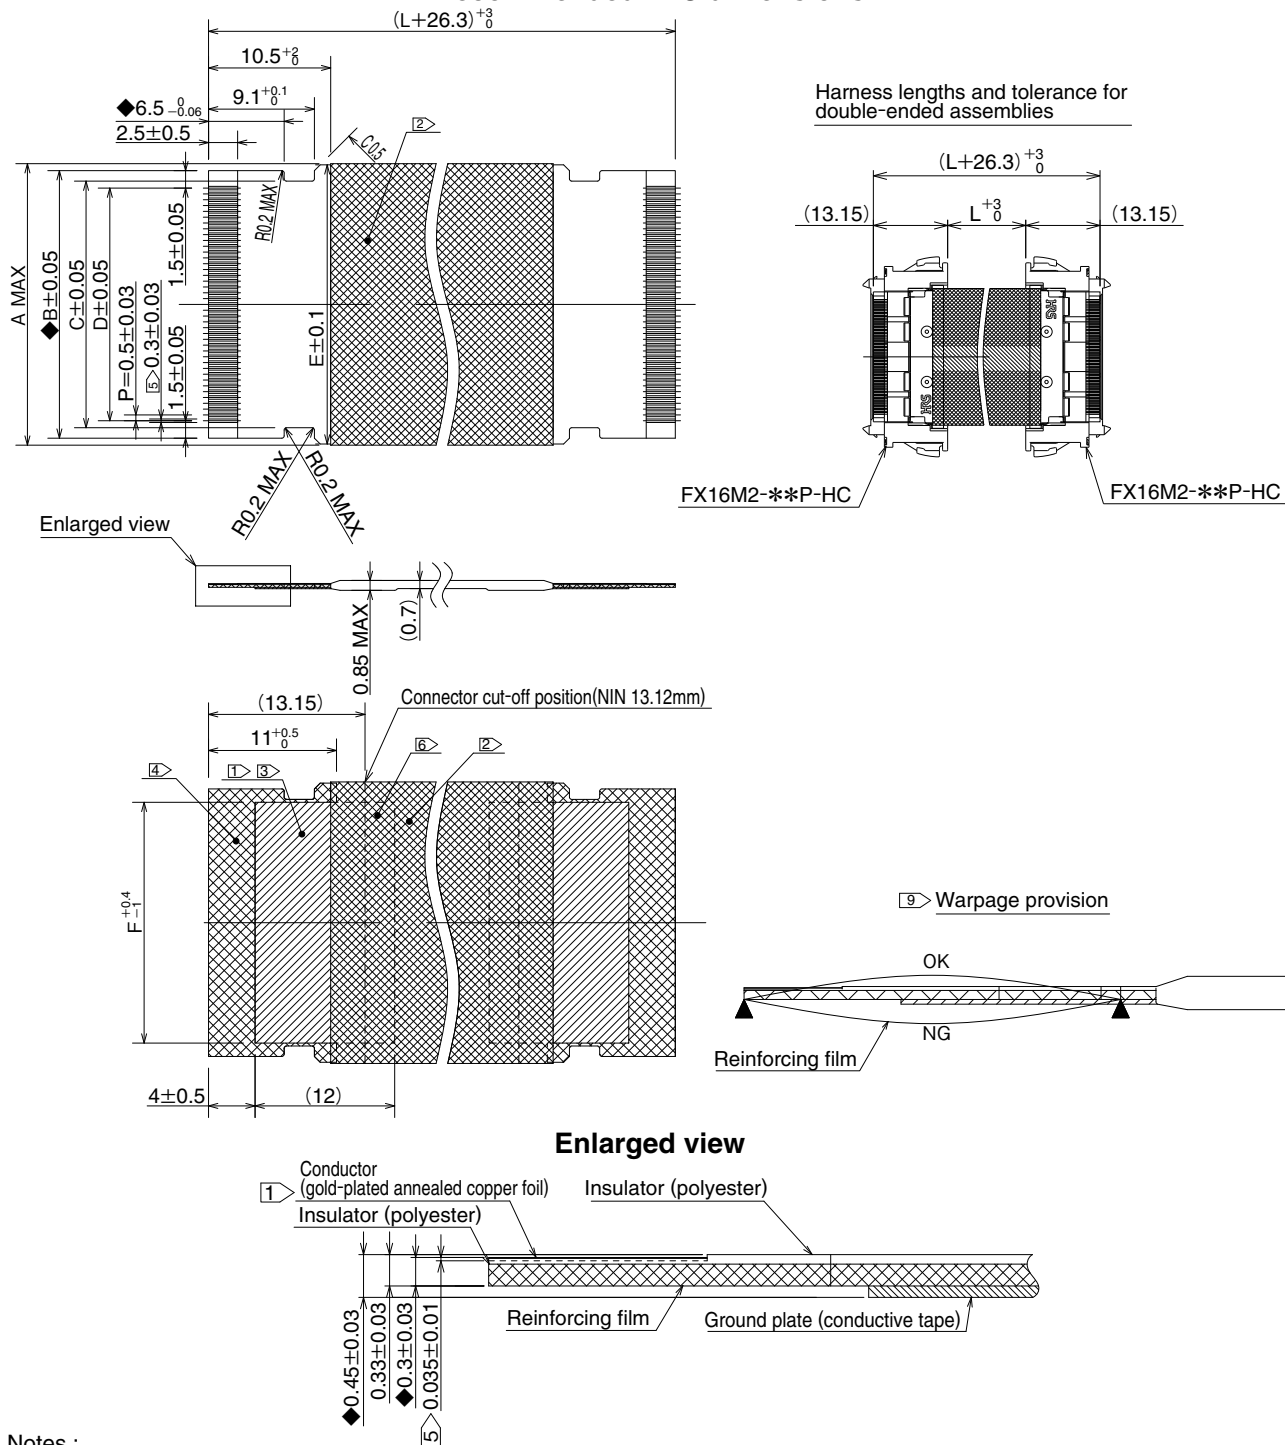 (L+26.3) +3 0
10.5 +2 0
9.1 +0.1 0
◆6.5 0 -0.06
2.5±0.5
C0.5
2
R0.2 MAX
A MAX
◆B±0.05
C±0.05
D±0.05
P=0.5±0.03
5 0.3±0.03
1.5±0.05
1.5±0.05
E±0.1
R0.2 MAX
R0.2 MAX
Harness lengths and tolerance for
double-ended assemblies
(L+26.3) +3 0
(13.15)
L +3 0
(13.15)
HRS
HRS
FX16M2-**P-HC
FX16M2-**P-HC
Enlarged view
0.85 MAX
(0.7)
(13.15)
Connector cut-off position(NIN 13.12mm)
11 +0.5 0
6
2
4
1 3
F +0.4 -1
4±0.5
(12)
9 Warpage provision
OK
NG
Reinforcing film
Enlarged view
Conductor
1 (gold-plated annealed copper foil)
Insulator (polyester)
Insulator (polyester)
Reinforcing film
Ground plate (conductive tape)
◆0.45±0.03
0.33±0.03
◆0.3±0.03
5 0.035±0.01
Notes :